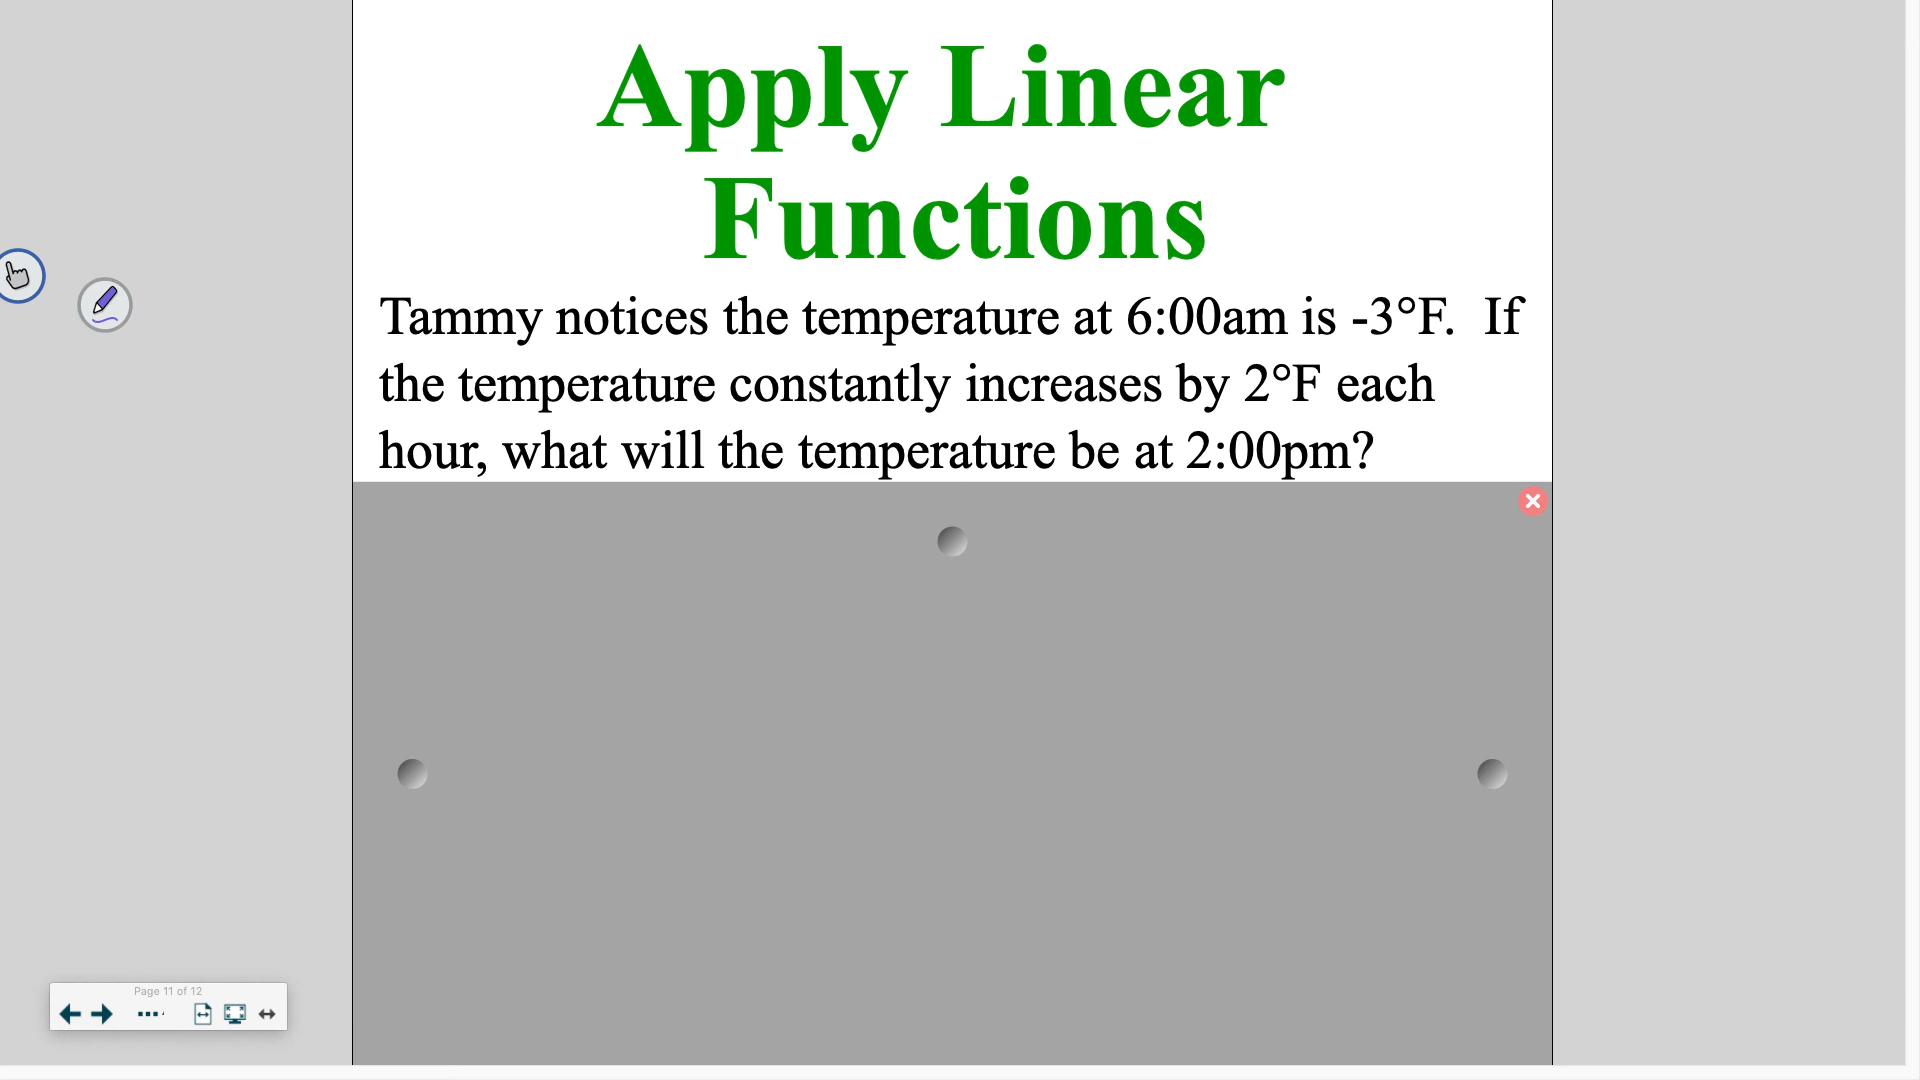 Apply Linear
Functions
Tammy notices the temperature at 6:00am is -3°F.  If
the temperature constantly increases by 2°F each
hour, what will the temperature be at 2:00pm?
Page 11 of 12